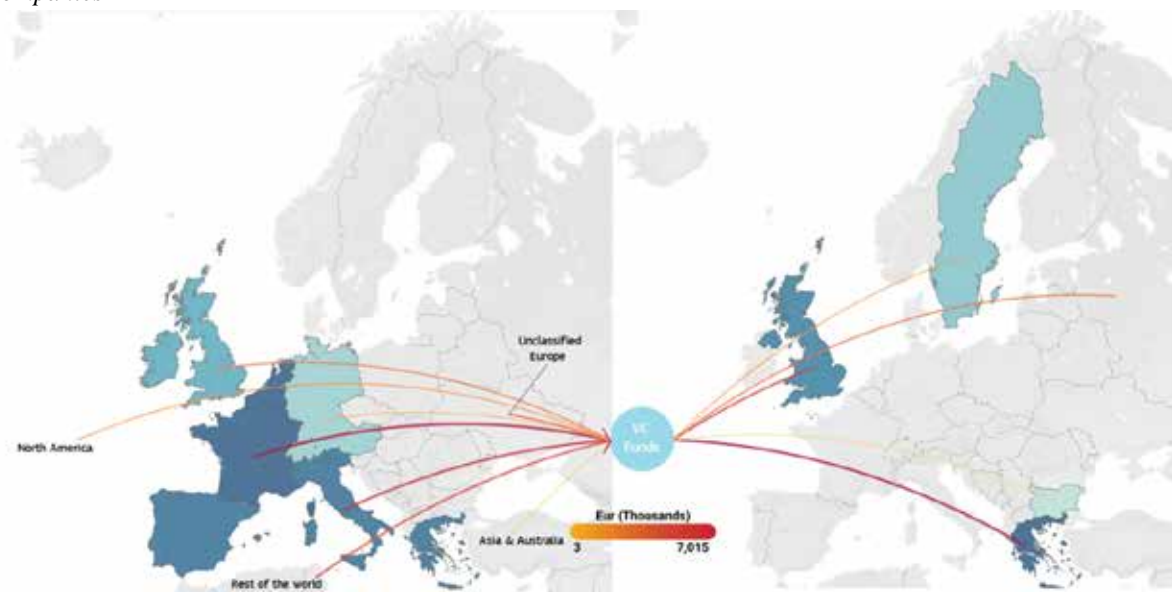 Unclassified
Europe
North America
VC
Funds
Eur (Thousands)
3 7,015
Asia & Australia
Rest of the world